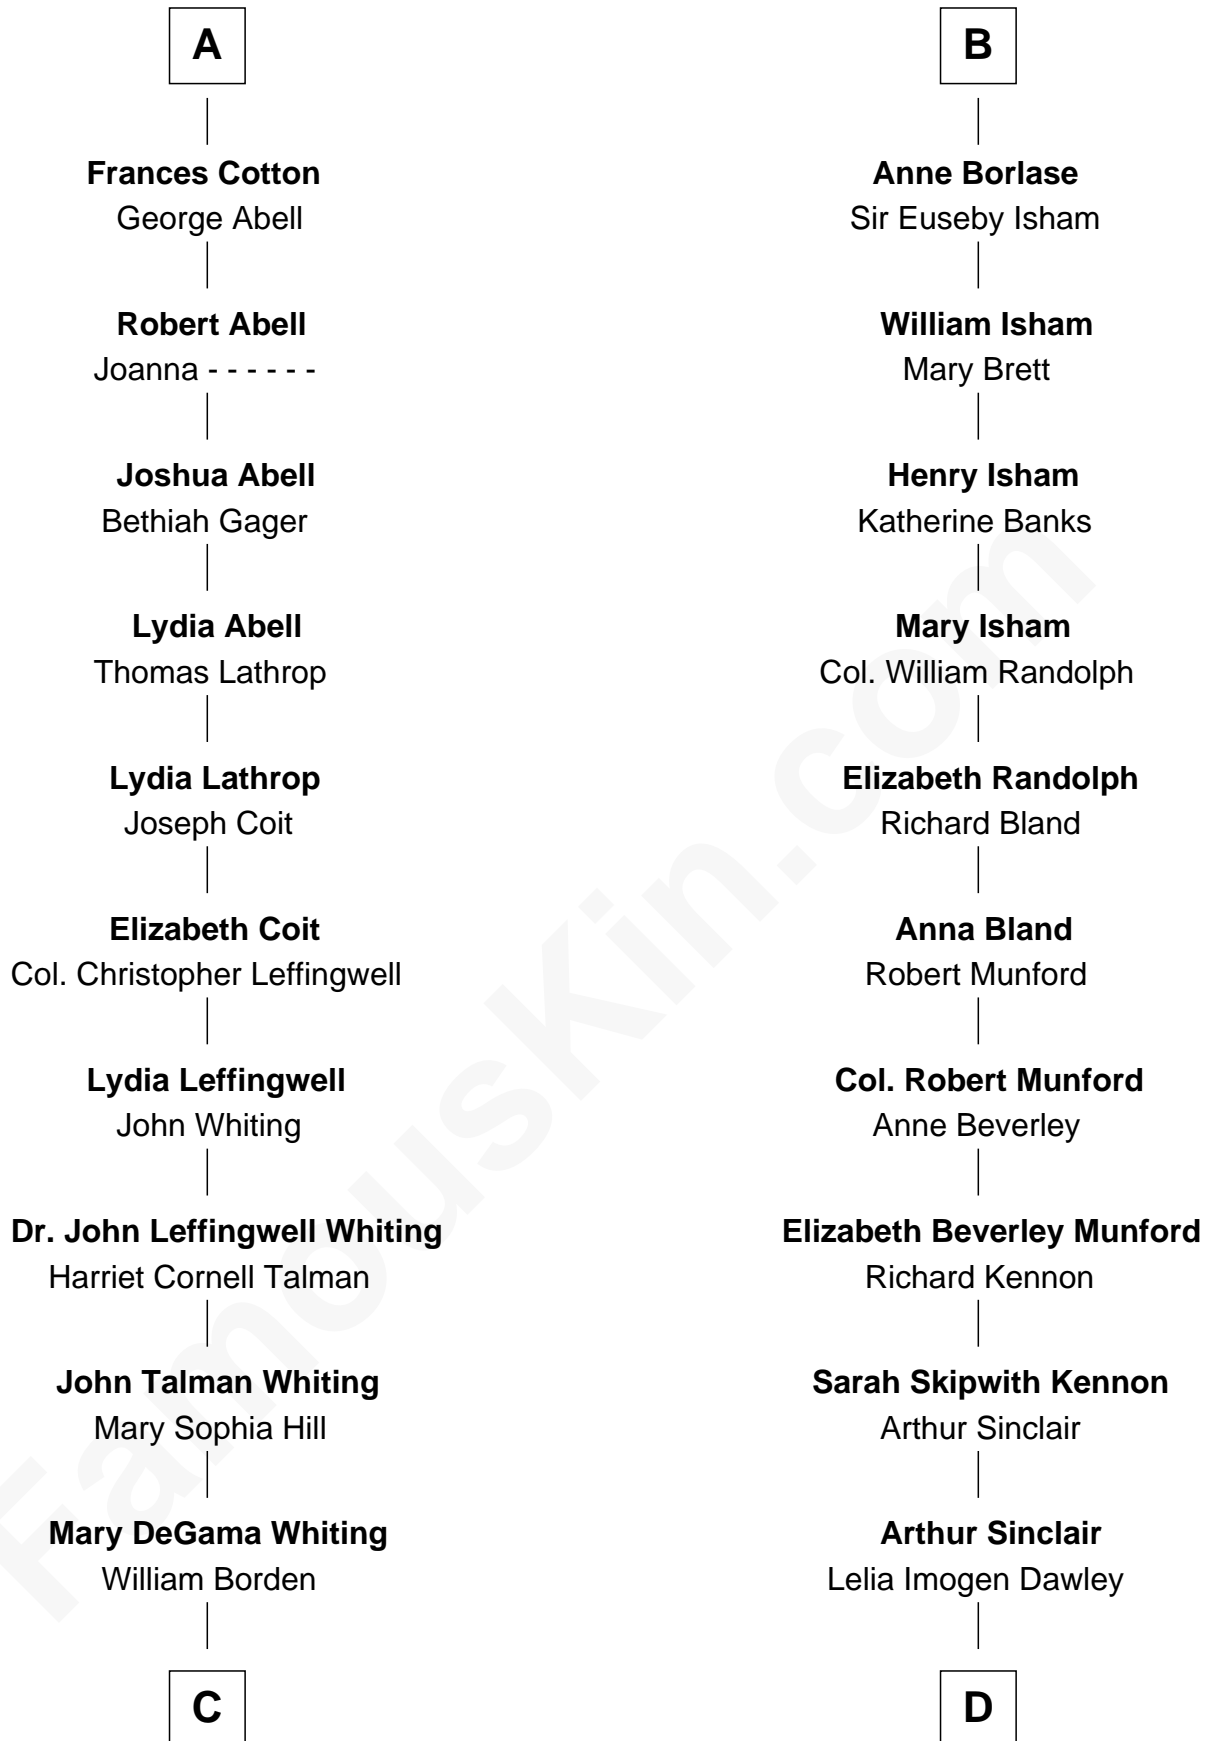 A
Frances Cotton
George Abell
Robert Abell
Joanna - - - - - -
Joshua Abell
Bethiah Gager
Lydia Abell
Thomas Lathrop
Lydia Lathrop
Joseph Coit
Elizabeth Coit
Col. Christopher Leffingwell
Lydia Leffingwell
John Whiting
Dr. John Leffingwell Whiting
Harriet Cornell Talman
John Talman Whiting
Mary Sophia Hill
Mary DeGama Whiting
William Borden
C
B
Anne Borlase
Sir Euseby Isham
William Isham
Mary Brett
Henry Isham
Katherine Banks
Mary Isham
Col. William Randolph
Elizabeth Randolph
Richard Bland
Anna Bland
Robert Munford
Col. Robert Munford
Anne Beverley
Elizabeth Beverley Munford
Richard Kennon
Sarah Skipwith Kennon
Arthur Sinclair
Arthur Sinclair
Lelia Imogen Dawley
D
FamousKin.com